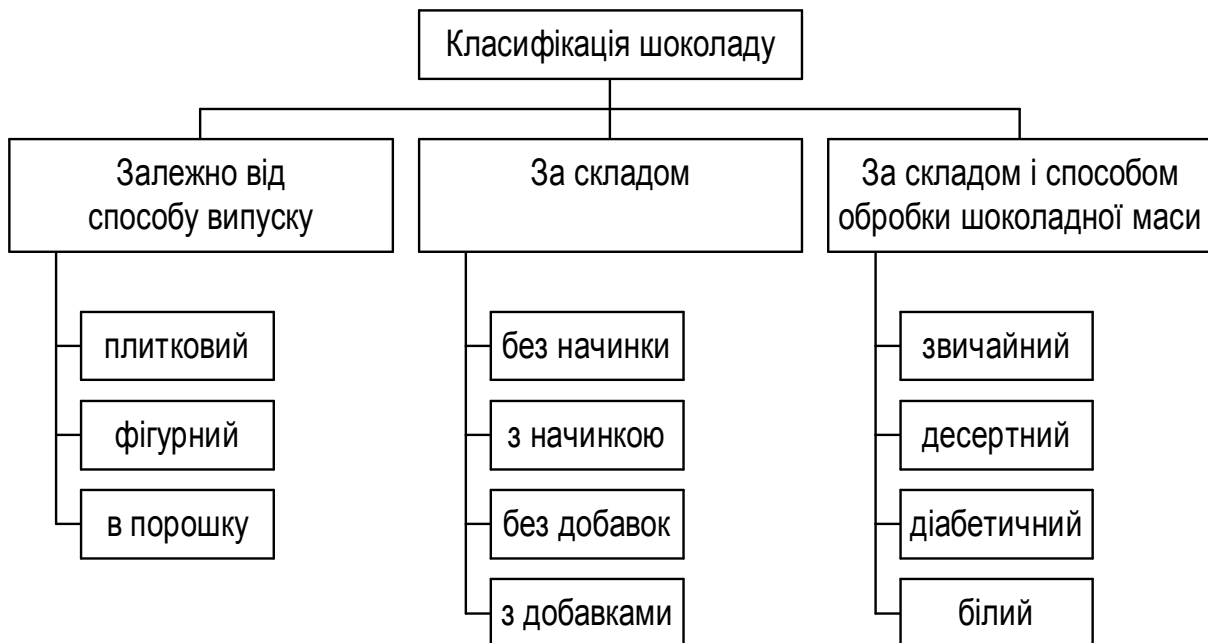 Класифікація шоколаду
Залежно від
способу випуску
плитковий
фігурний
в порошку
За складом
без начинки
з начинкою
без добавок
з добавками
За складом і способом
обробки шоколадної маси
звичайний
десертний
діабетичний
білий